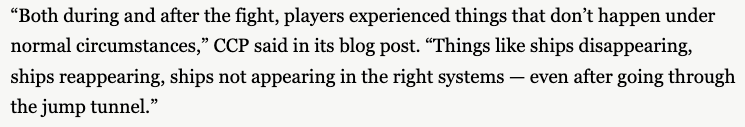 “Both during and after the fight, players experienced things that don’t happen under
normal circumstances,” CCP said in its blog post. “Things like ships disappearing,
ships reappearing, ships not appearing in the right systems — even after going through
the jump tunnel.”